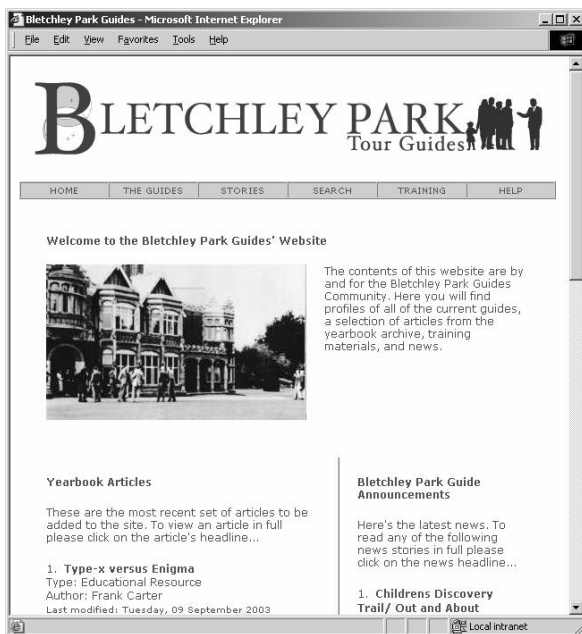 Bletchley Park Guides - Microsoft Internet Explorer
File Edit View Favorites Tools Help
BLETCHLEY PARK
Tour Guides
HOME THE GUIDES STORIES SEARCH TRAINING HELP
Welcome to the Bletchley Park Guides' Website
The contents of this website are by
and for the Bletchley Park Guides
Community. Here you will find
profiles of all of the current guides,
a selection of articles from the
yearbook archive, training
materials, and news.
Yearbook Articles
These are the most recent set of articles to be
added to the site. To view an article in full
please click on the article's headline...
1. Type-x versus Enigma
Type: Educational Resource
Author: Frank Carter
Last modified: Tuesday, 09 September 2003
Bletchley Park Guide
Announcements
Here's the latest news. To
read any of the following
news stories in full please
click on the news headline...
1. Childrens Discovery
Trail/ Out and About
Local intranet